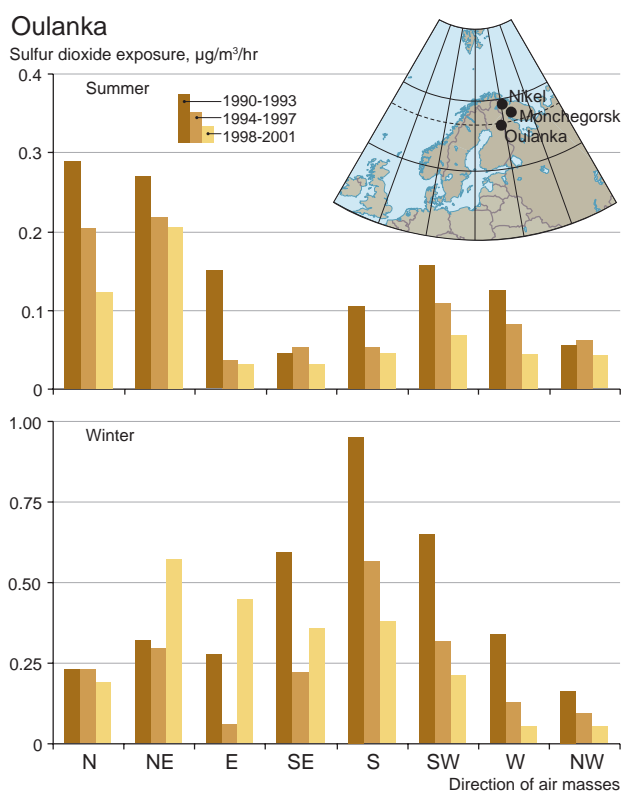 Oulanka
Sulfur dioxide exposure, µg/m³/hr
0.4
Summer
1990-1993
1994-1997
1998-2001
Nikel
Monchegorsk
Oulanka
0.3
0.2
0.1
0
1.00
Winter
0.75
0.50
0.25
0
N NE E SE S SW W NW
Direction of air masses